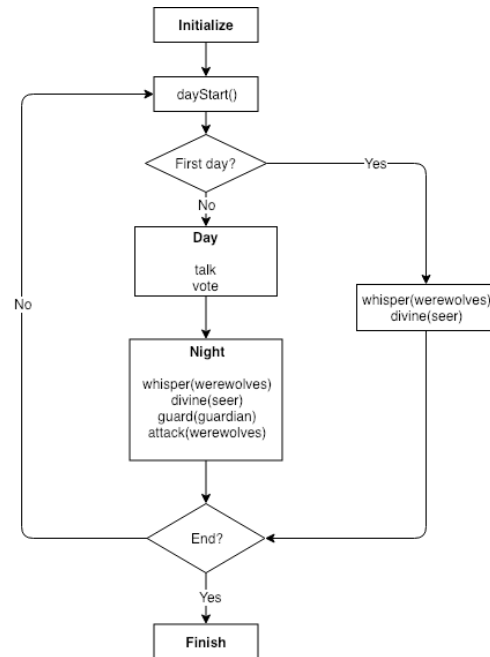 Initialize
dayStart()
First day?
Yes
No
Day
talk
vote
No
whisper(werewolves)
divine(seer)
Night
whisper(werewolves)
divine(seer)
guard(guardian)
attack(werewolves)
End?
Yes
Finish